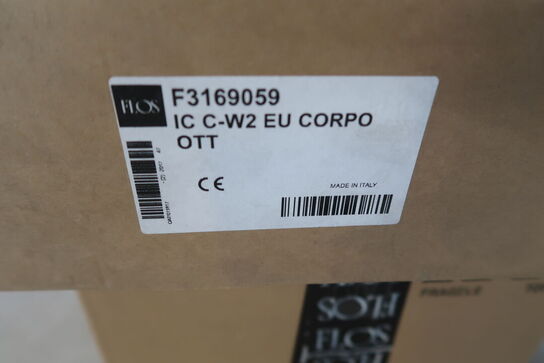 FLOS
F3169059
IC C-W2 EU CORPO
OTT
CE
MADE IN ITALY
FRAGILE
FLOS
FLOS